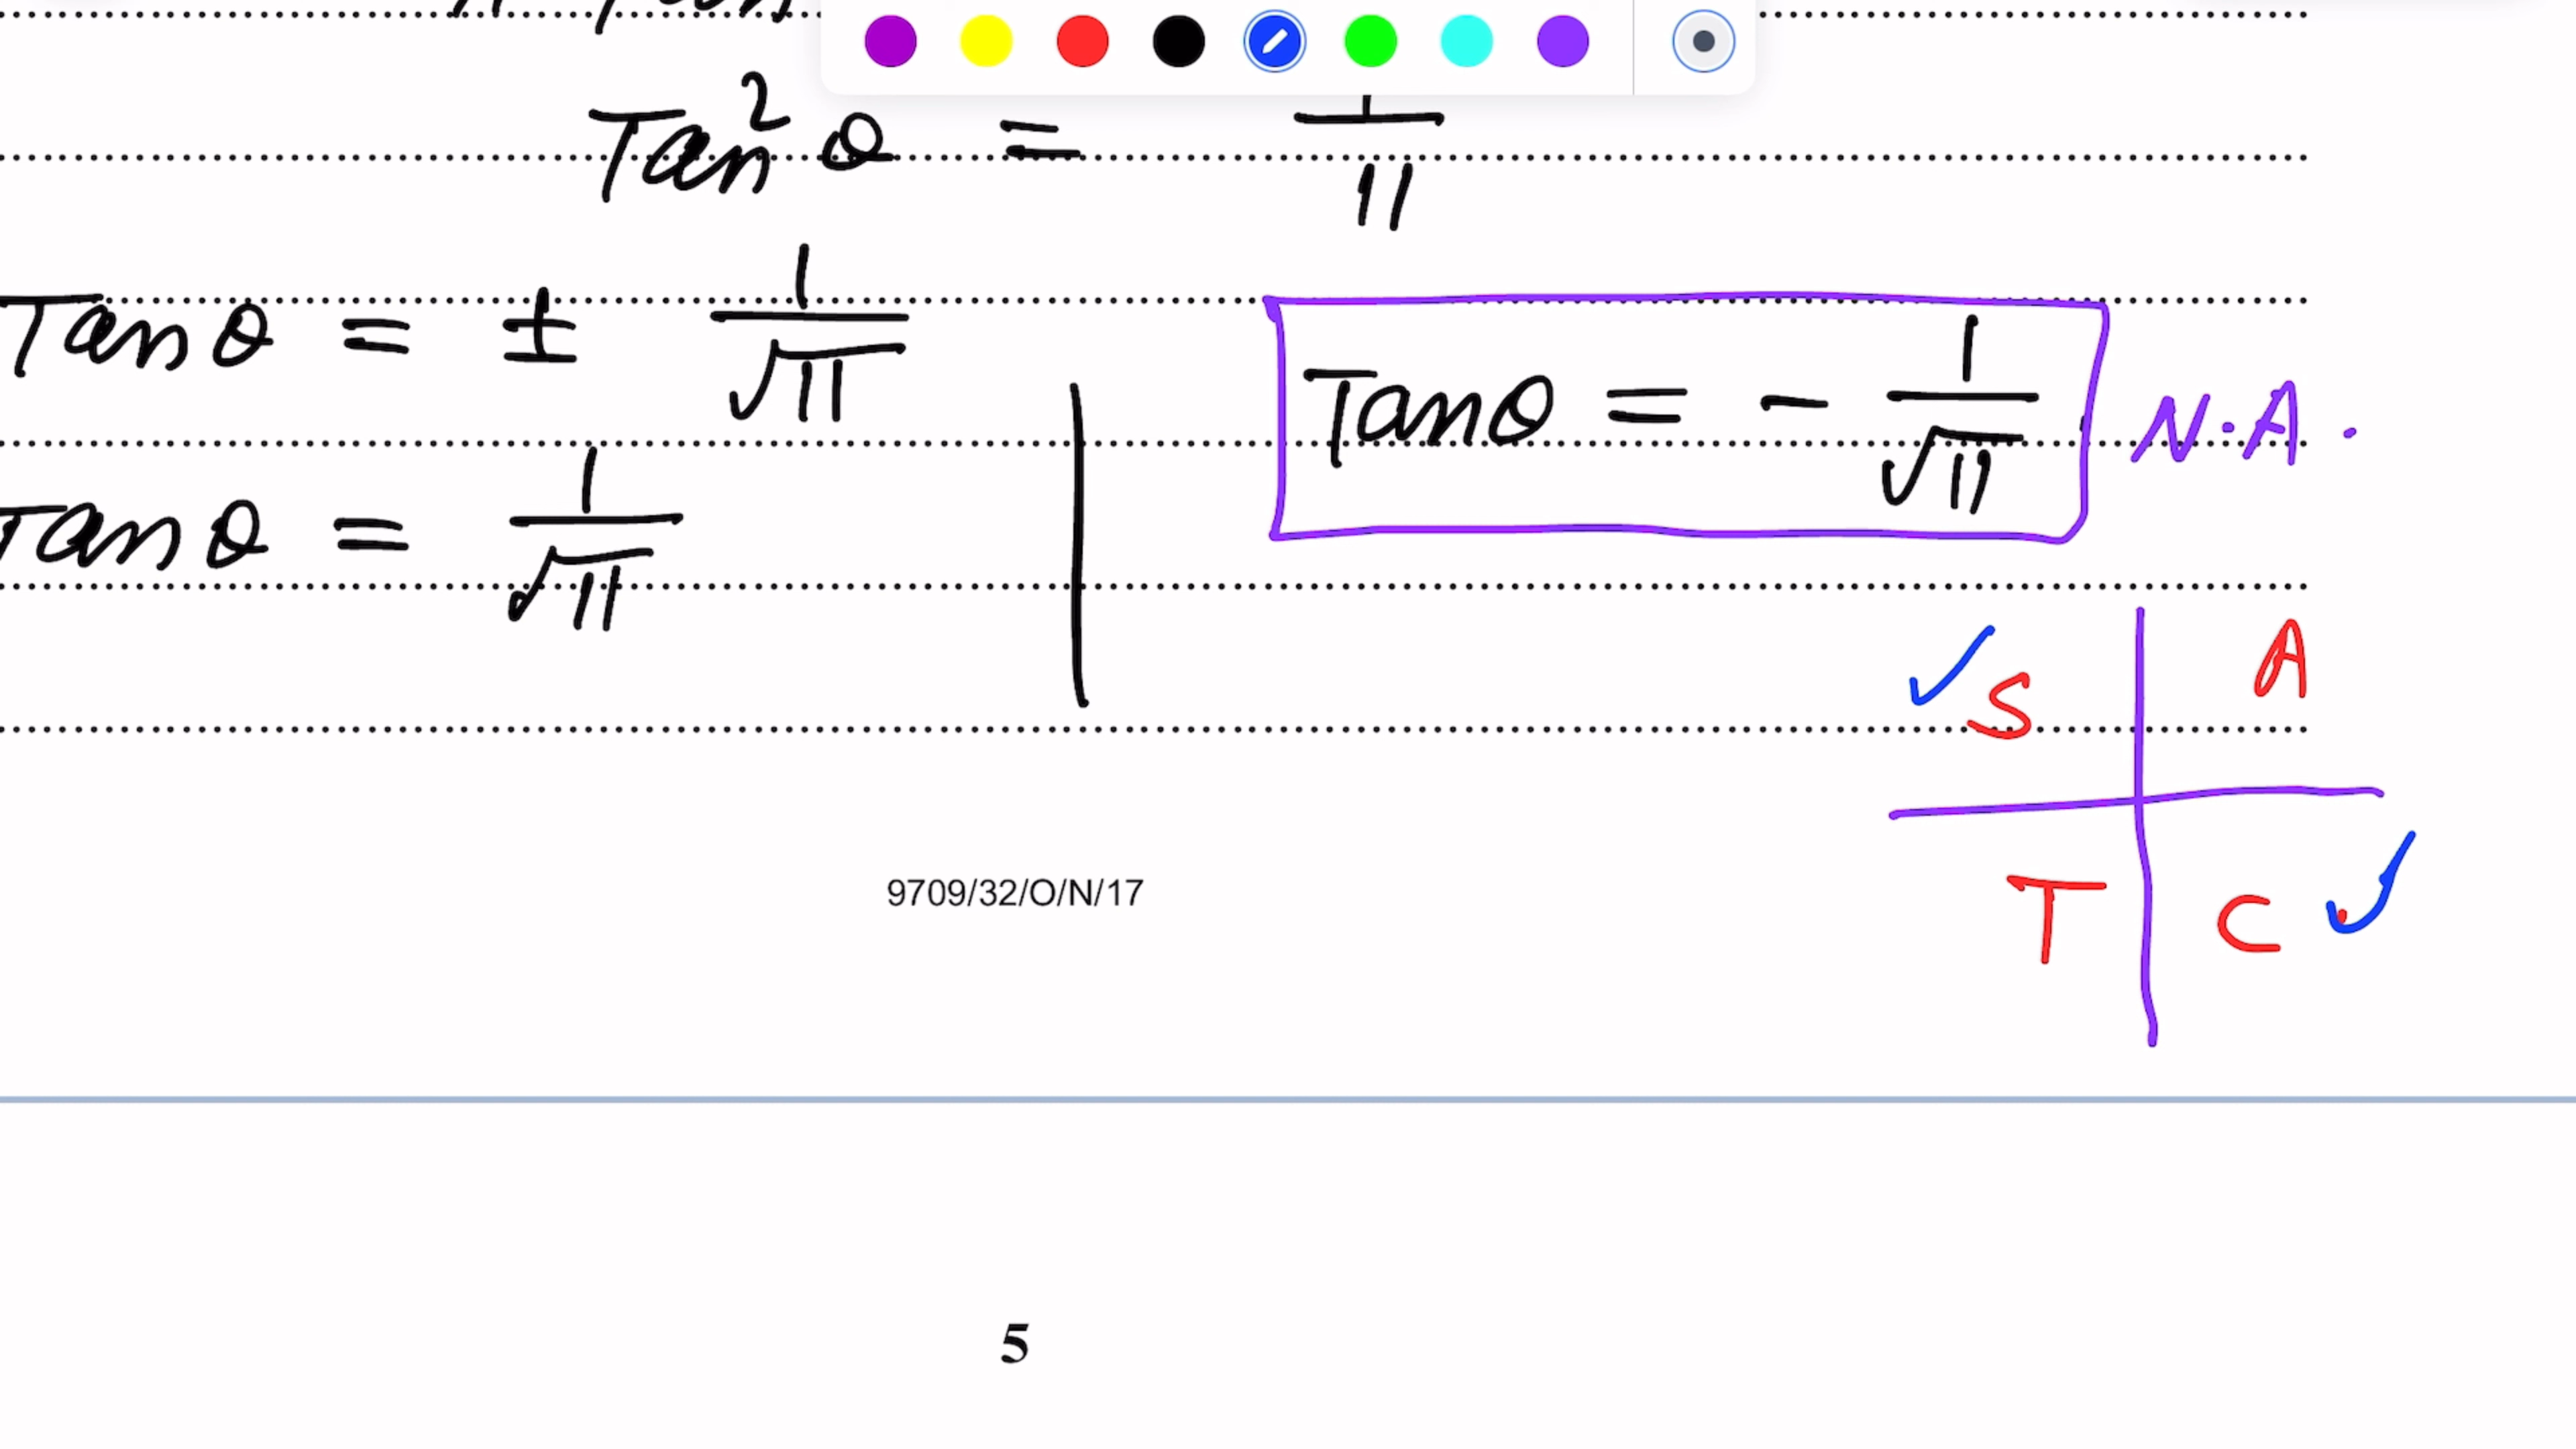 Tan²θ = 1/11
Tanθ = ± 1/√11
Tanθ = - 1/√11 N.A.
Tanθ = 1/√11
✓ S A
T C ✓
9709/32/O/N/17
5